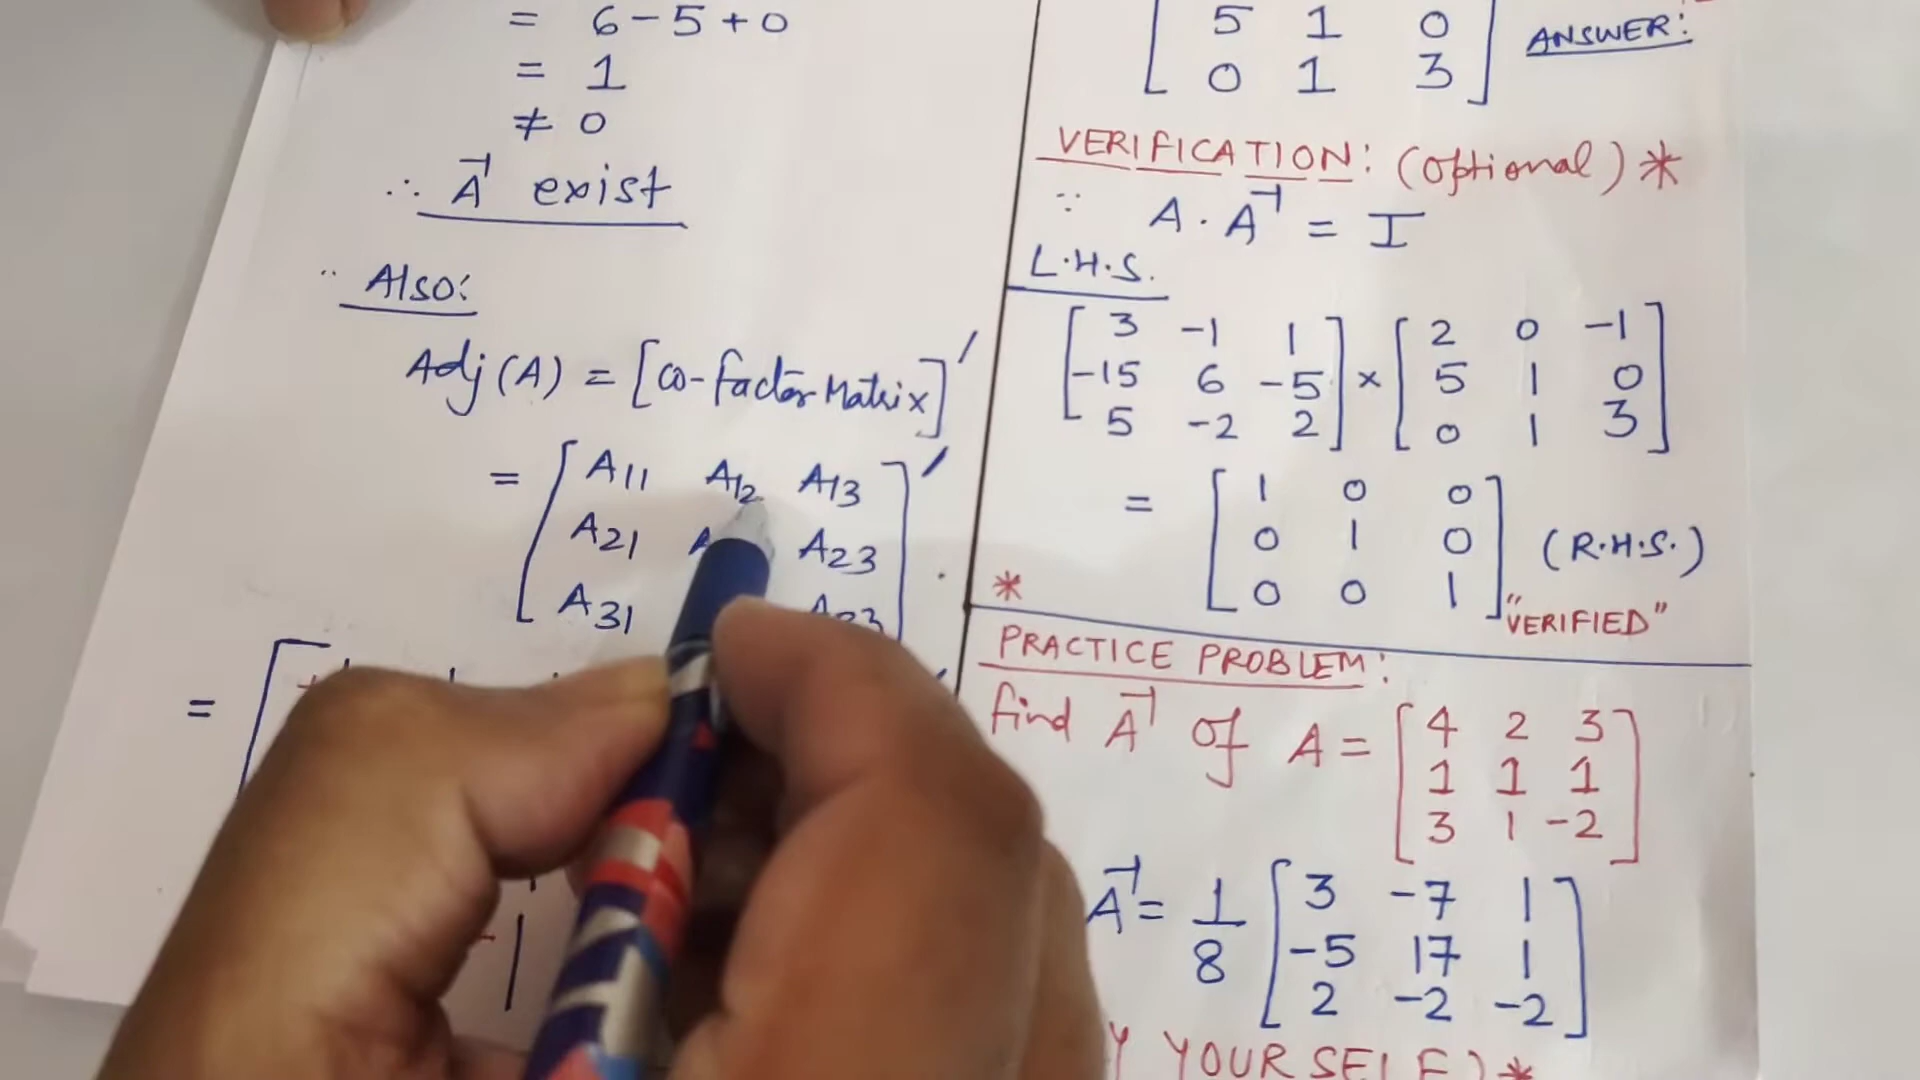 = 6 - 5 + 0
= 1
≠ 0
∴ A⁻¹ exist
∵ Also:
Adj (A) = [Co-factor Matrix]′
= [ A11 A12 A13 ]′
A21 A23
A31
=
5 1 0
0 1 3 ] ANSWER:
VERIFICATION: (Optional) *
∵ A · A⁻¹ = I
L.H.S.
[ 3 -1 1 ] × [ 2 0 -1 ]
-15 6 -5 5 1 0
5 -2 2 0 1 3
= [ 1 0 0 ]
0 1 0 (R.H.S.)
* 0 0 1 "VERIFIED"
PRACTICE PROBLEM:
find A⁻¹ of A = [ 4 2 3 ]
1 1 1
3 1 -2
A⁻¹ = 1/8 [ 3 -7 1 ]
-5 17 1
2 -2 -2
YOURSELF) *